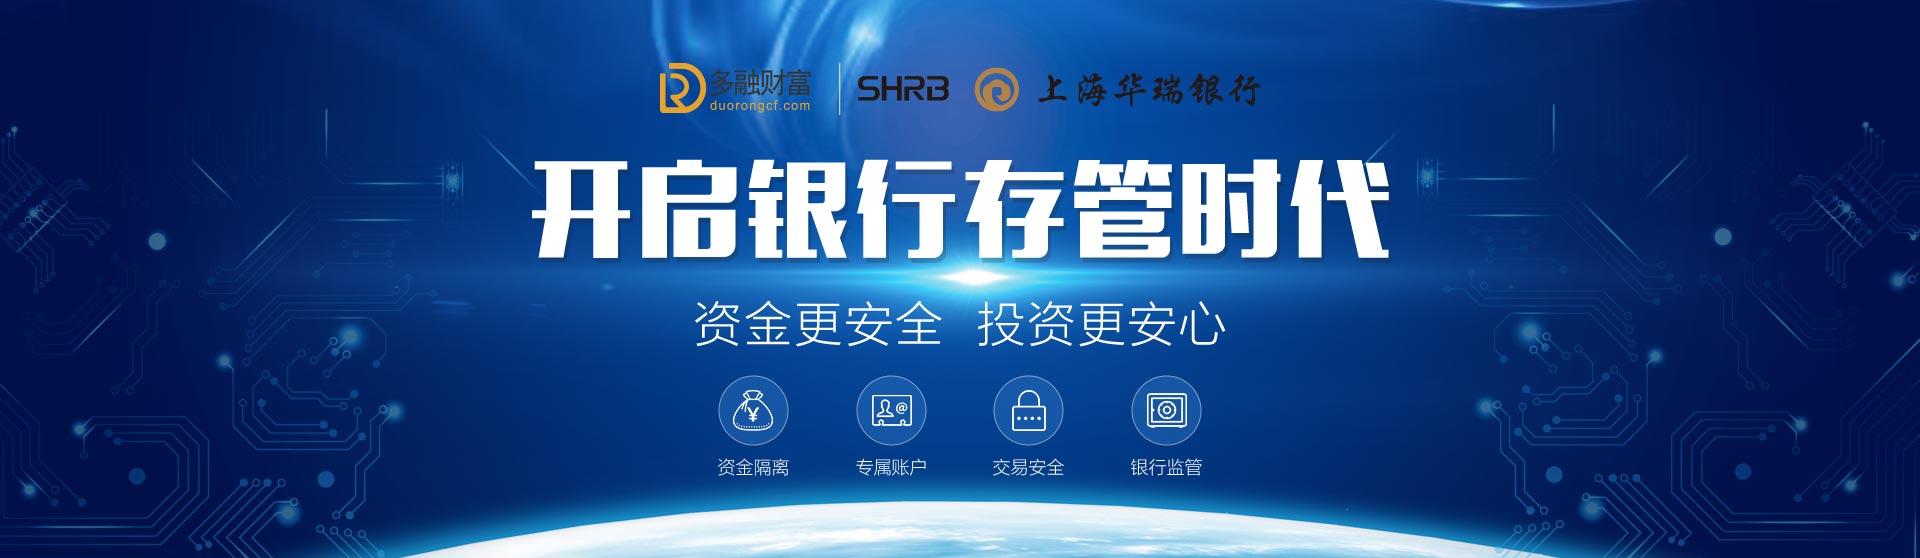 多融财富 SHRB 上海华瑞银行
duorongcf.com
开启银行存管时代
资金更安全 投资更安心
资金隔离 专属账户 交易安全 银行监管